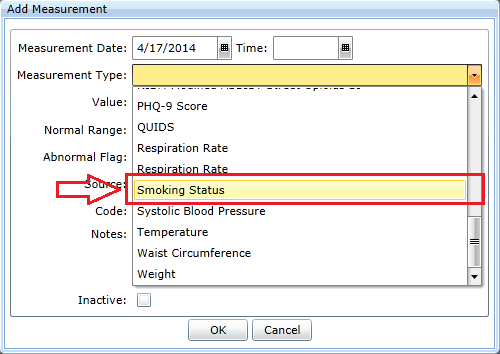 Add Measurement
Measurement Date: 4/17/2014 Time:
Measurement Type:
Value:
PHQ-9 Score
QUIDS
Normal Range:
Respiration Rate
Abnormal Flag:
Respiration Rate
Source:
Smoking Status
Code:
Systolic Blood Pressure
Notes:
Temperature
Waist Circumference
Weight
Inactive:
OK Cancel